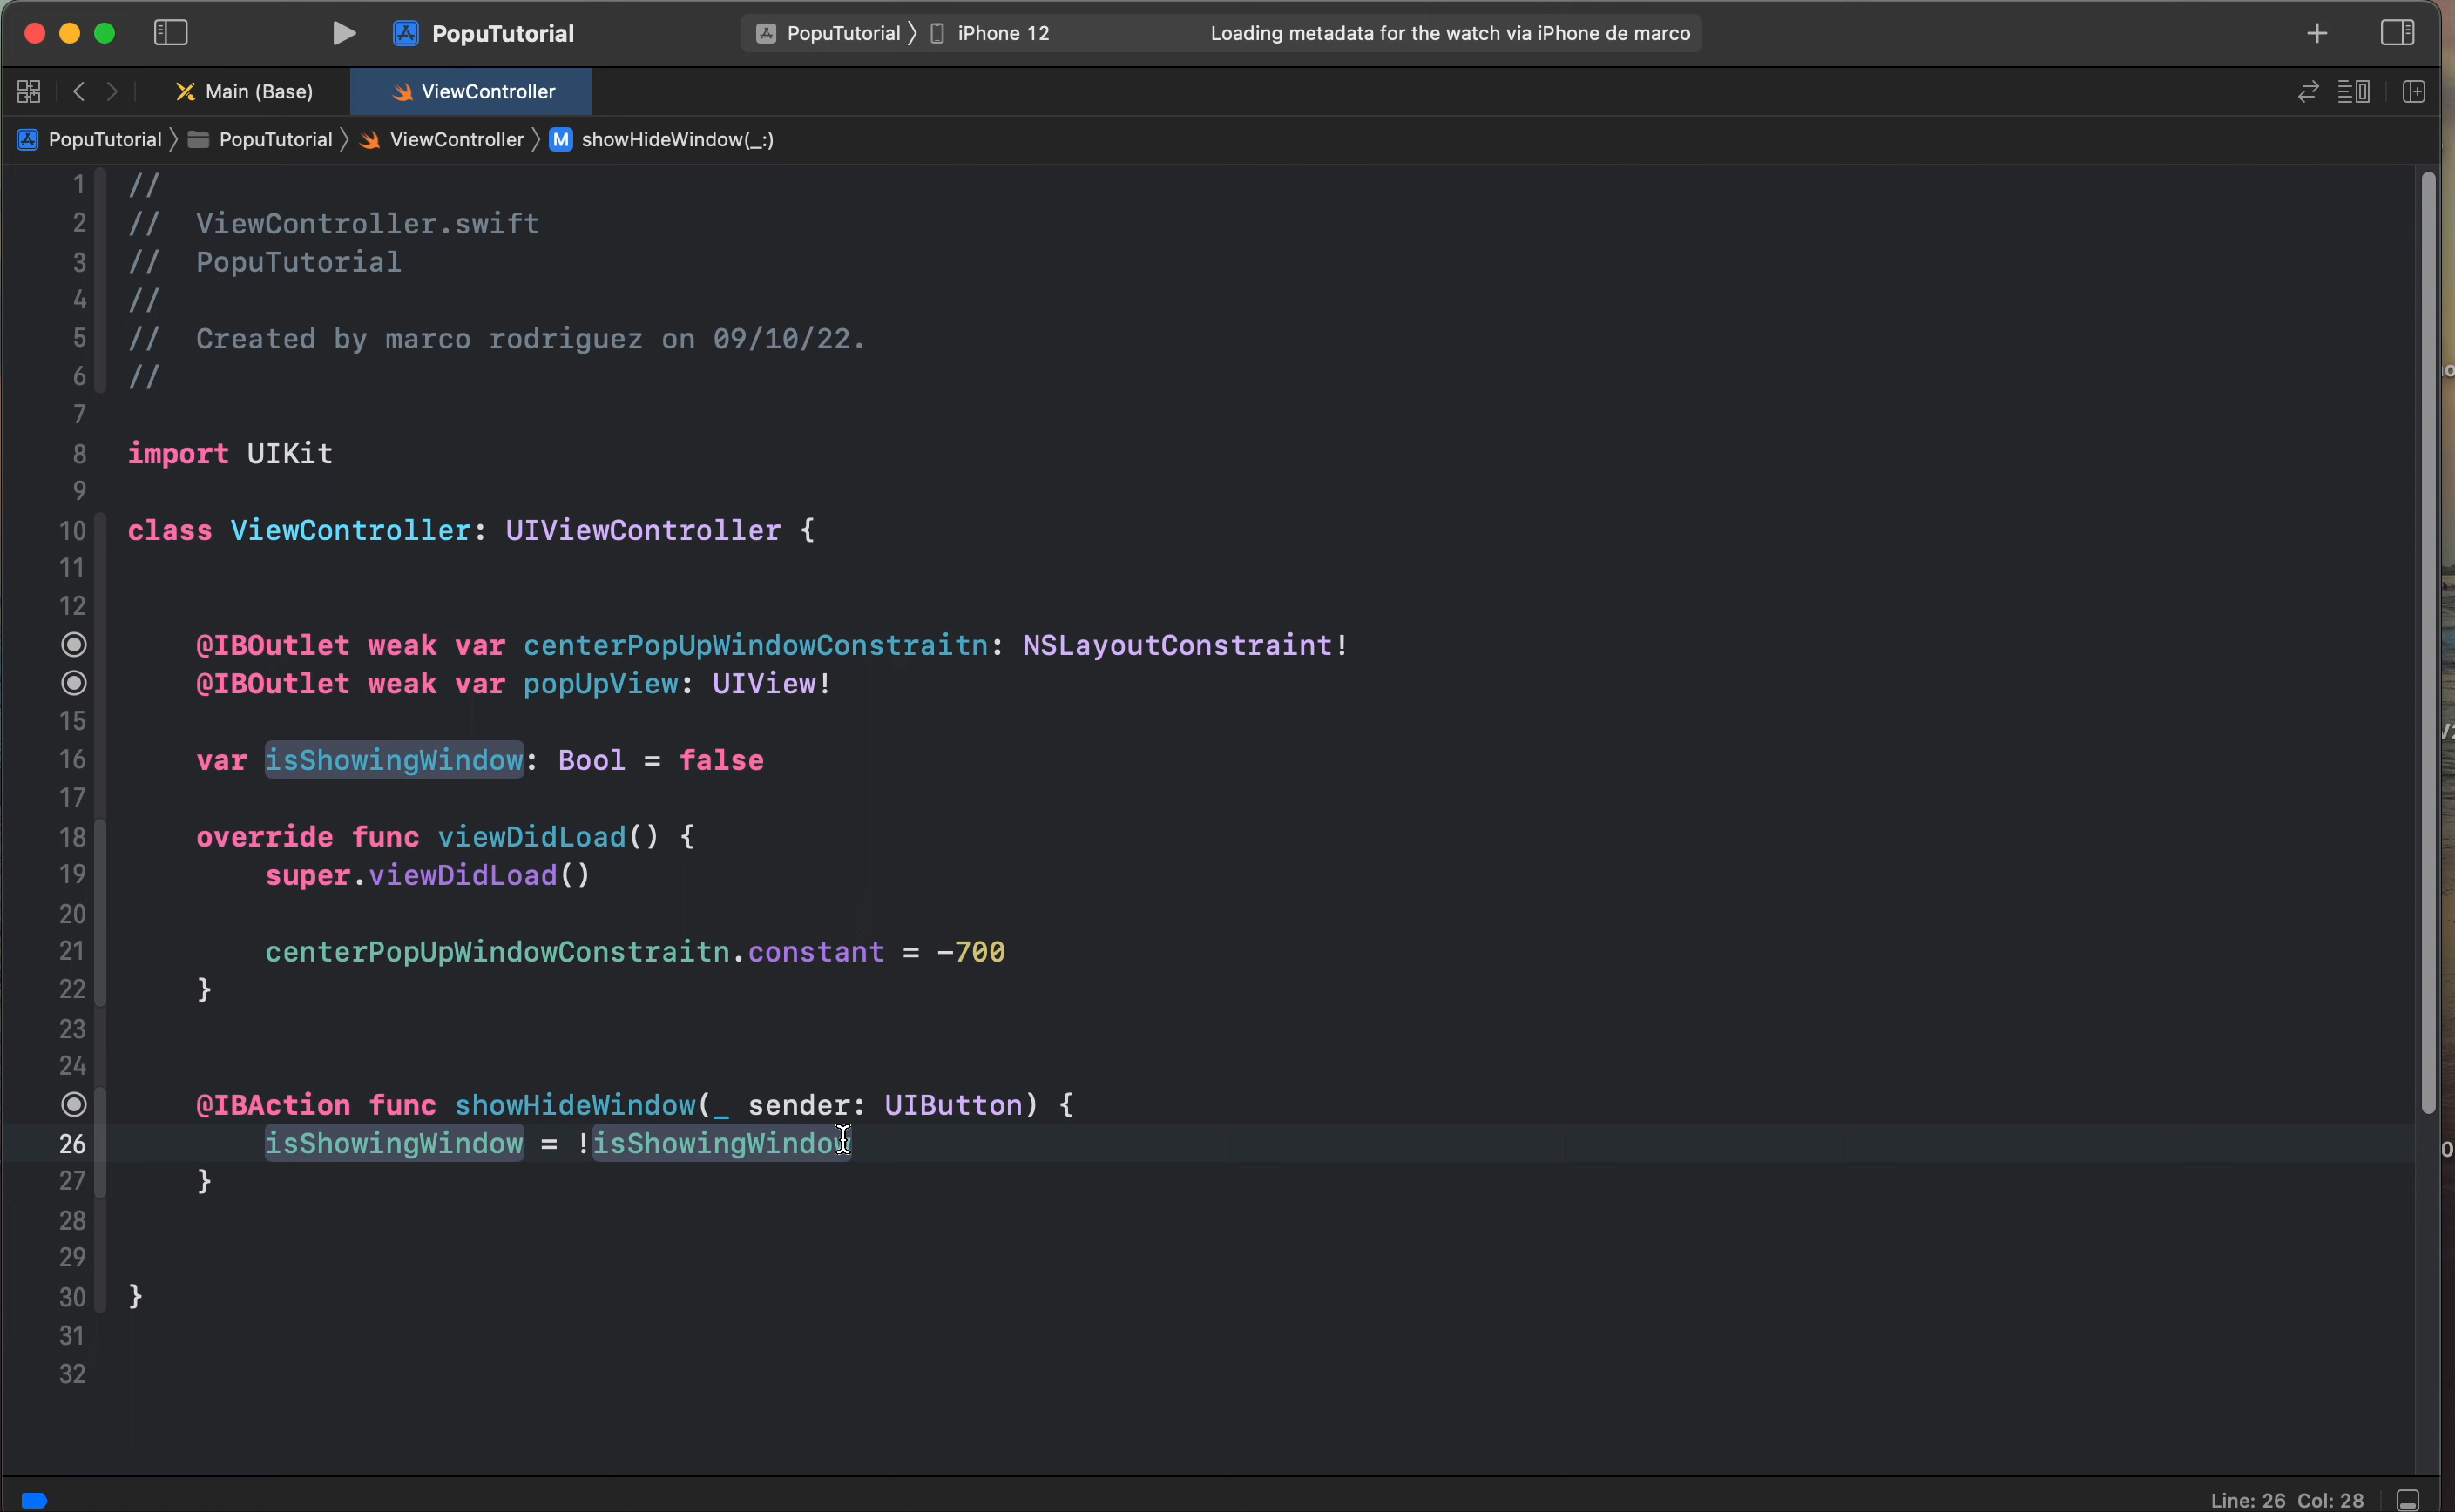 PopuTutorial
PopuTutorial
iPhone 12
Loading metadata for the watch via iPhone de marco
Main (Base)
ViewController
PopuTutorial
PopuTutorial
ViewController
M showHideWindow(_:)
1 //
2 //  ViewController.swift
3 //  PopuTutorial
4 //
5 //  Created by marco rodriguez on 09/10/22.
6 //
7
8 import UIKit
9
10 class ViewController: UIViewController {
11
12
@IBOutlet weak var centerPopUpWindowConstraitn: NSLayoutConstraint!
@IBOutlet weak var popUpView: UIView!
15
16 var isShowingWindow: Bool = false
17
18 override func viewDidLoad() {
19 super.viewDidLoad()
20
21 centerPopUpWindowConstraitn.constant = -700
22 }
23
24
@IBAction func showHideWindow(_ sender: UIButton) {
26 isShowingWindow = !isShowingWindow
27 }
28
29
30 }
31
32
Line: 26 Col: 28